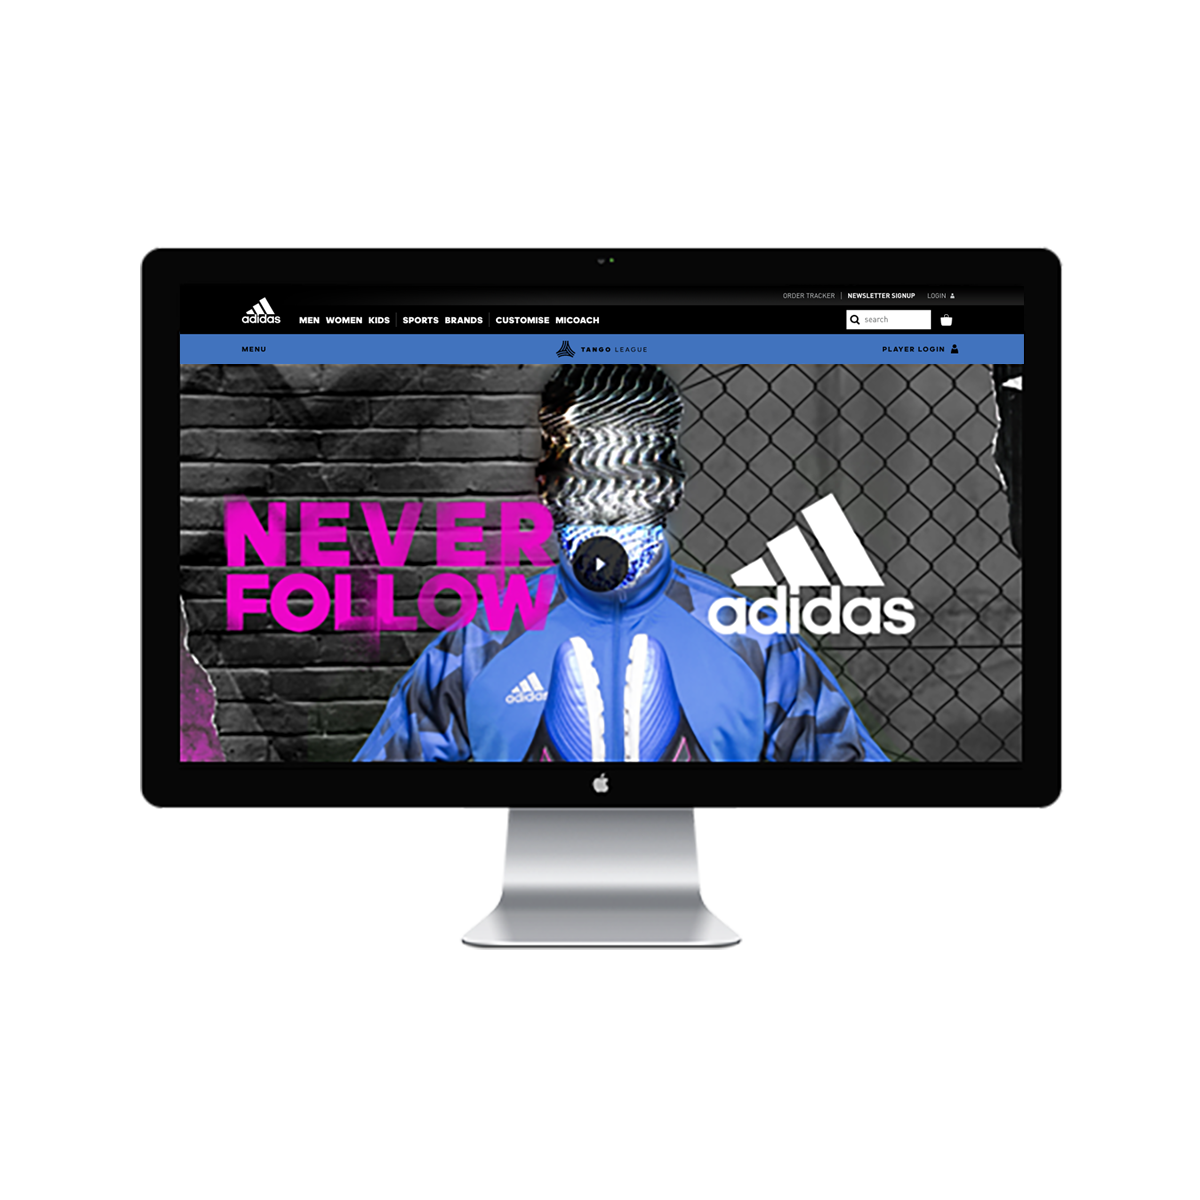 ORDER TRACKER | NEWSLETTER SIGNUP LOGIN
adidas
MEN WOMEN KIDS | SPORTS BRANDS | CUSTOMISE MICOACH
search
MENU
TANGO LEAGUE
PLAYER LOGIN
NEVER
FOLLOW
adidas
adidas